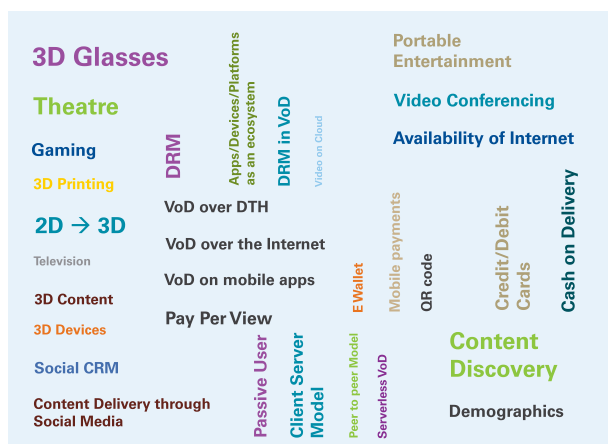 3D Glasses
Theatre
Gaming
3D Printing
2D → 3D
Television
3D Content
3D Devices
Social CRM
Content Delivery through
Social Media
DRM
Apps/Devices/Platforms
as an ecosystem
DRM in VoD
Video on Cloud
VoD over DTH
VoD over the Internet
VoD on mobile apps
Pay Per View
Passive User
Client Server
Model
Peer to peer Model
Serverless VoD
E Wallet
Mobile payments
QR code
Portable
Entertainment
Video Conferencing
Availability of Internet
Credit/Debit
Cards
Cash on Delivery
Content
Discovery
Demographics